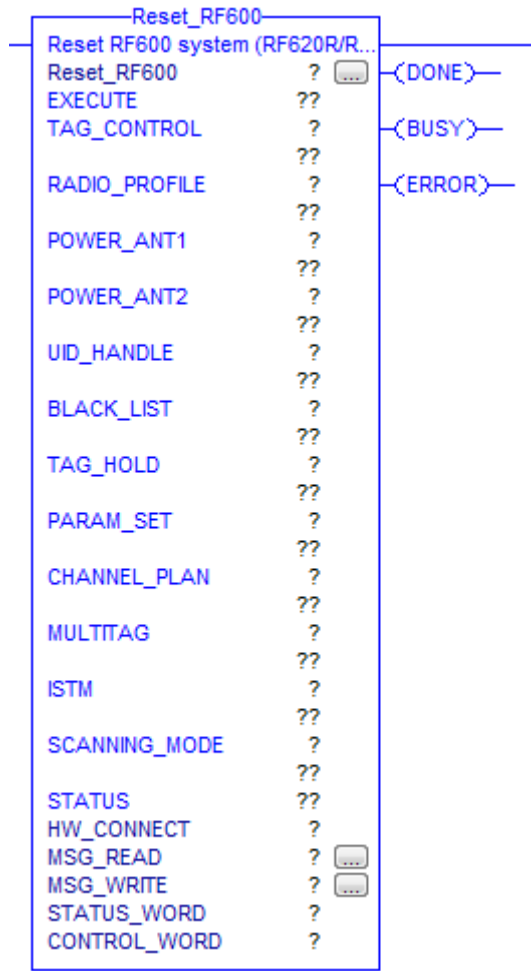 Reset_RF600
Reset RF600 system (RF620R/R...
Reset_RF600 ? ... (DONE)
EXECUTE ??
TAG_CONTROL ? (BUSY)
??
RADIO_PROFILE ? (ERROR)
??
POWER_ANT1 ?
??
POWER_ANT2 ?
??
UID_HANDLE ?
??
BLACK_LIST ?
??
TAG_HOLD ?
??
PARAM_SET ?
??
CHANNEL_PLAN ?
??
MULTITAG ?
??
ISTM ?
??
SCANNING_MODE ?
??
STATUS ??
HW_CONNECT ?
MSG_READ ? ...
MSG_WRITE ? ...
STATUS_WORD ?
CONTROL_WORD ?